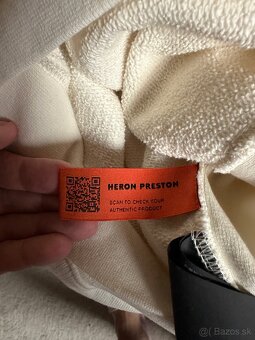 HERON PRESTON
SCAN TO CHECK YOUR
AUTHENTIC PRODUCT
Bazos.sk